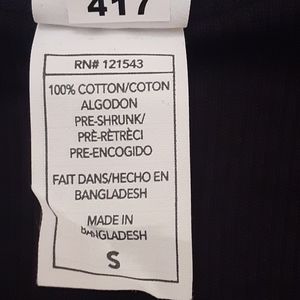 417
RN# 121543
100% COTTON/COTON
ALGODON
PRE-SHRUNK/
PRÈ-RÈTRÈCI
PRE-ENCOGIDO
FAIT DANS/HECHO EN
BANGLADESH
MADE IN
BANGLADESH
S